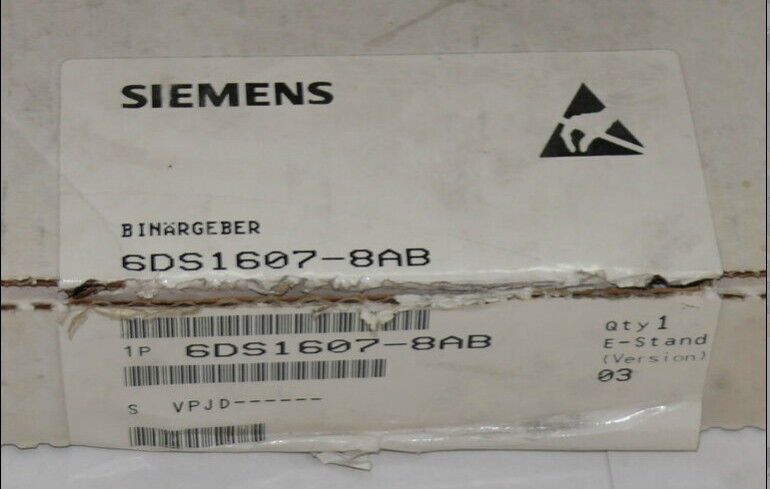 SIEMENS
BINÄRGEBER
6DS1607-8AB
1P 6DS1607-8AB
Qty 1
E-Stand
(Version)
03
S VPJD------